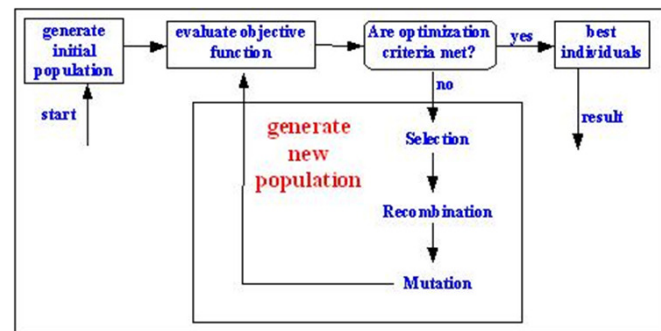 generate
initial
population
evaluate objective
function
Are optimization
criteria met?
yes
best
individuals
start
no
result
generate
new
population
Selection
Recombination
Mutation